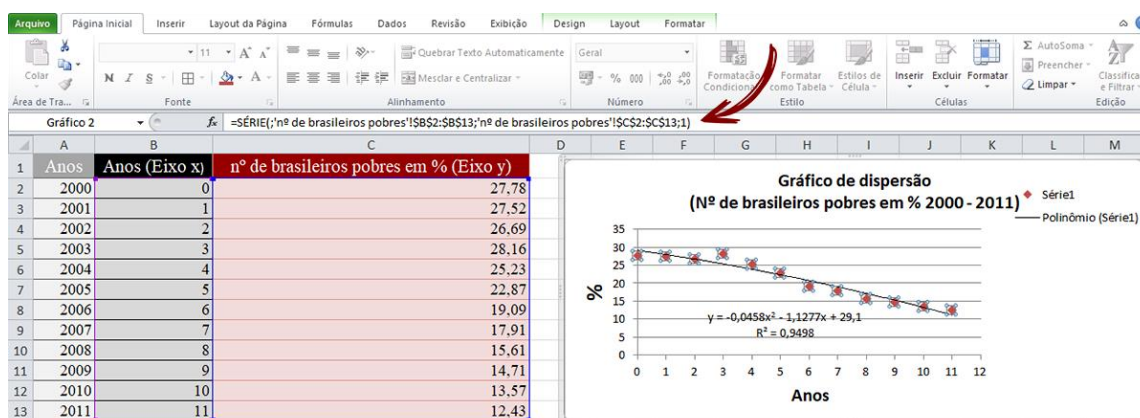 Arquivo Página Inicial Inserir Layout da Página Fórmulas Dados Revisão Exibição Design Layout Formatar
11 A A Quebrar Texto Automaticamente Geral Σ AutoSoma
Colar N I S A Mesclar e Centralizar % 000 Formatação Condicional Formatar como Tabela Estilos de Célula Inserir Excluir Formatar Preencher Limpar Classifica e Filtrar
Área de Tra... Fonte Alinhamento Número Estilo Células Edição
Gráfico 2 fx =SÉRIE(;'nº de brasileiros pobres'!$B$2:$B$13;'nº de brasileiros pobres'!$C$2:$C$13;1)
A B C D E F G H I J K L M
1 Anos Anos (Eixo x) nº de brasileiros pobres em % (Eixo y)
2 2000 0 27,78
3 2001 1 27,52
4 2002 2 26,69
5 2003 3 28,16
6 2004 4 25,23
7 2005 5 22,87
8 2006 6 19,09
9 2007 7 17,91
10 2008 8 15,61
11 2009 9 14,71
12 2010 10 13,57
13 2011 11 12,43
Gráfico de dispersão
(Nº de brasileiros pobres em % 2000 - 2011)
Série1
Polinômio (Série1)
35
30
25
20
15
10
5
0
%
y = -0,0458x² - 1,1277x + 29,1
R² = 0,9498
0 1 2 3 4 5 6 7 8 9 10 11 12
Anos